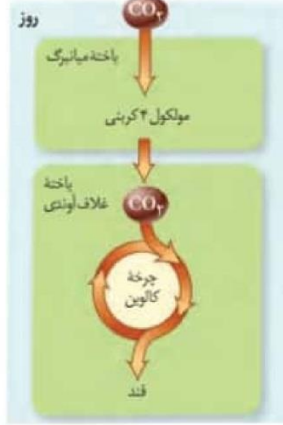 روز
CO۲
یاختهٔ میانبرگ
مولکول ۴ کربنی
یاختهٔ
غلاف آوندی
CO۲
چرخهٔ
کالوین
قند